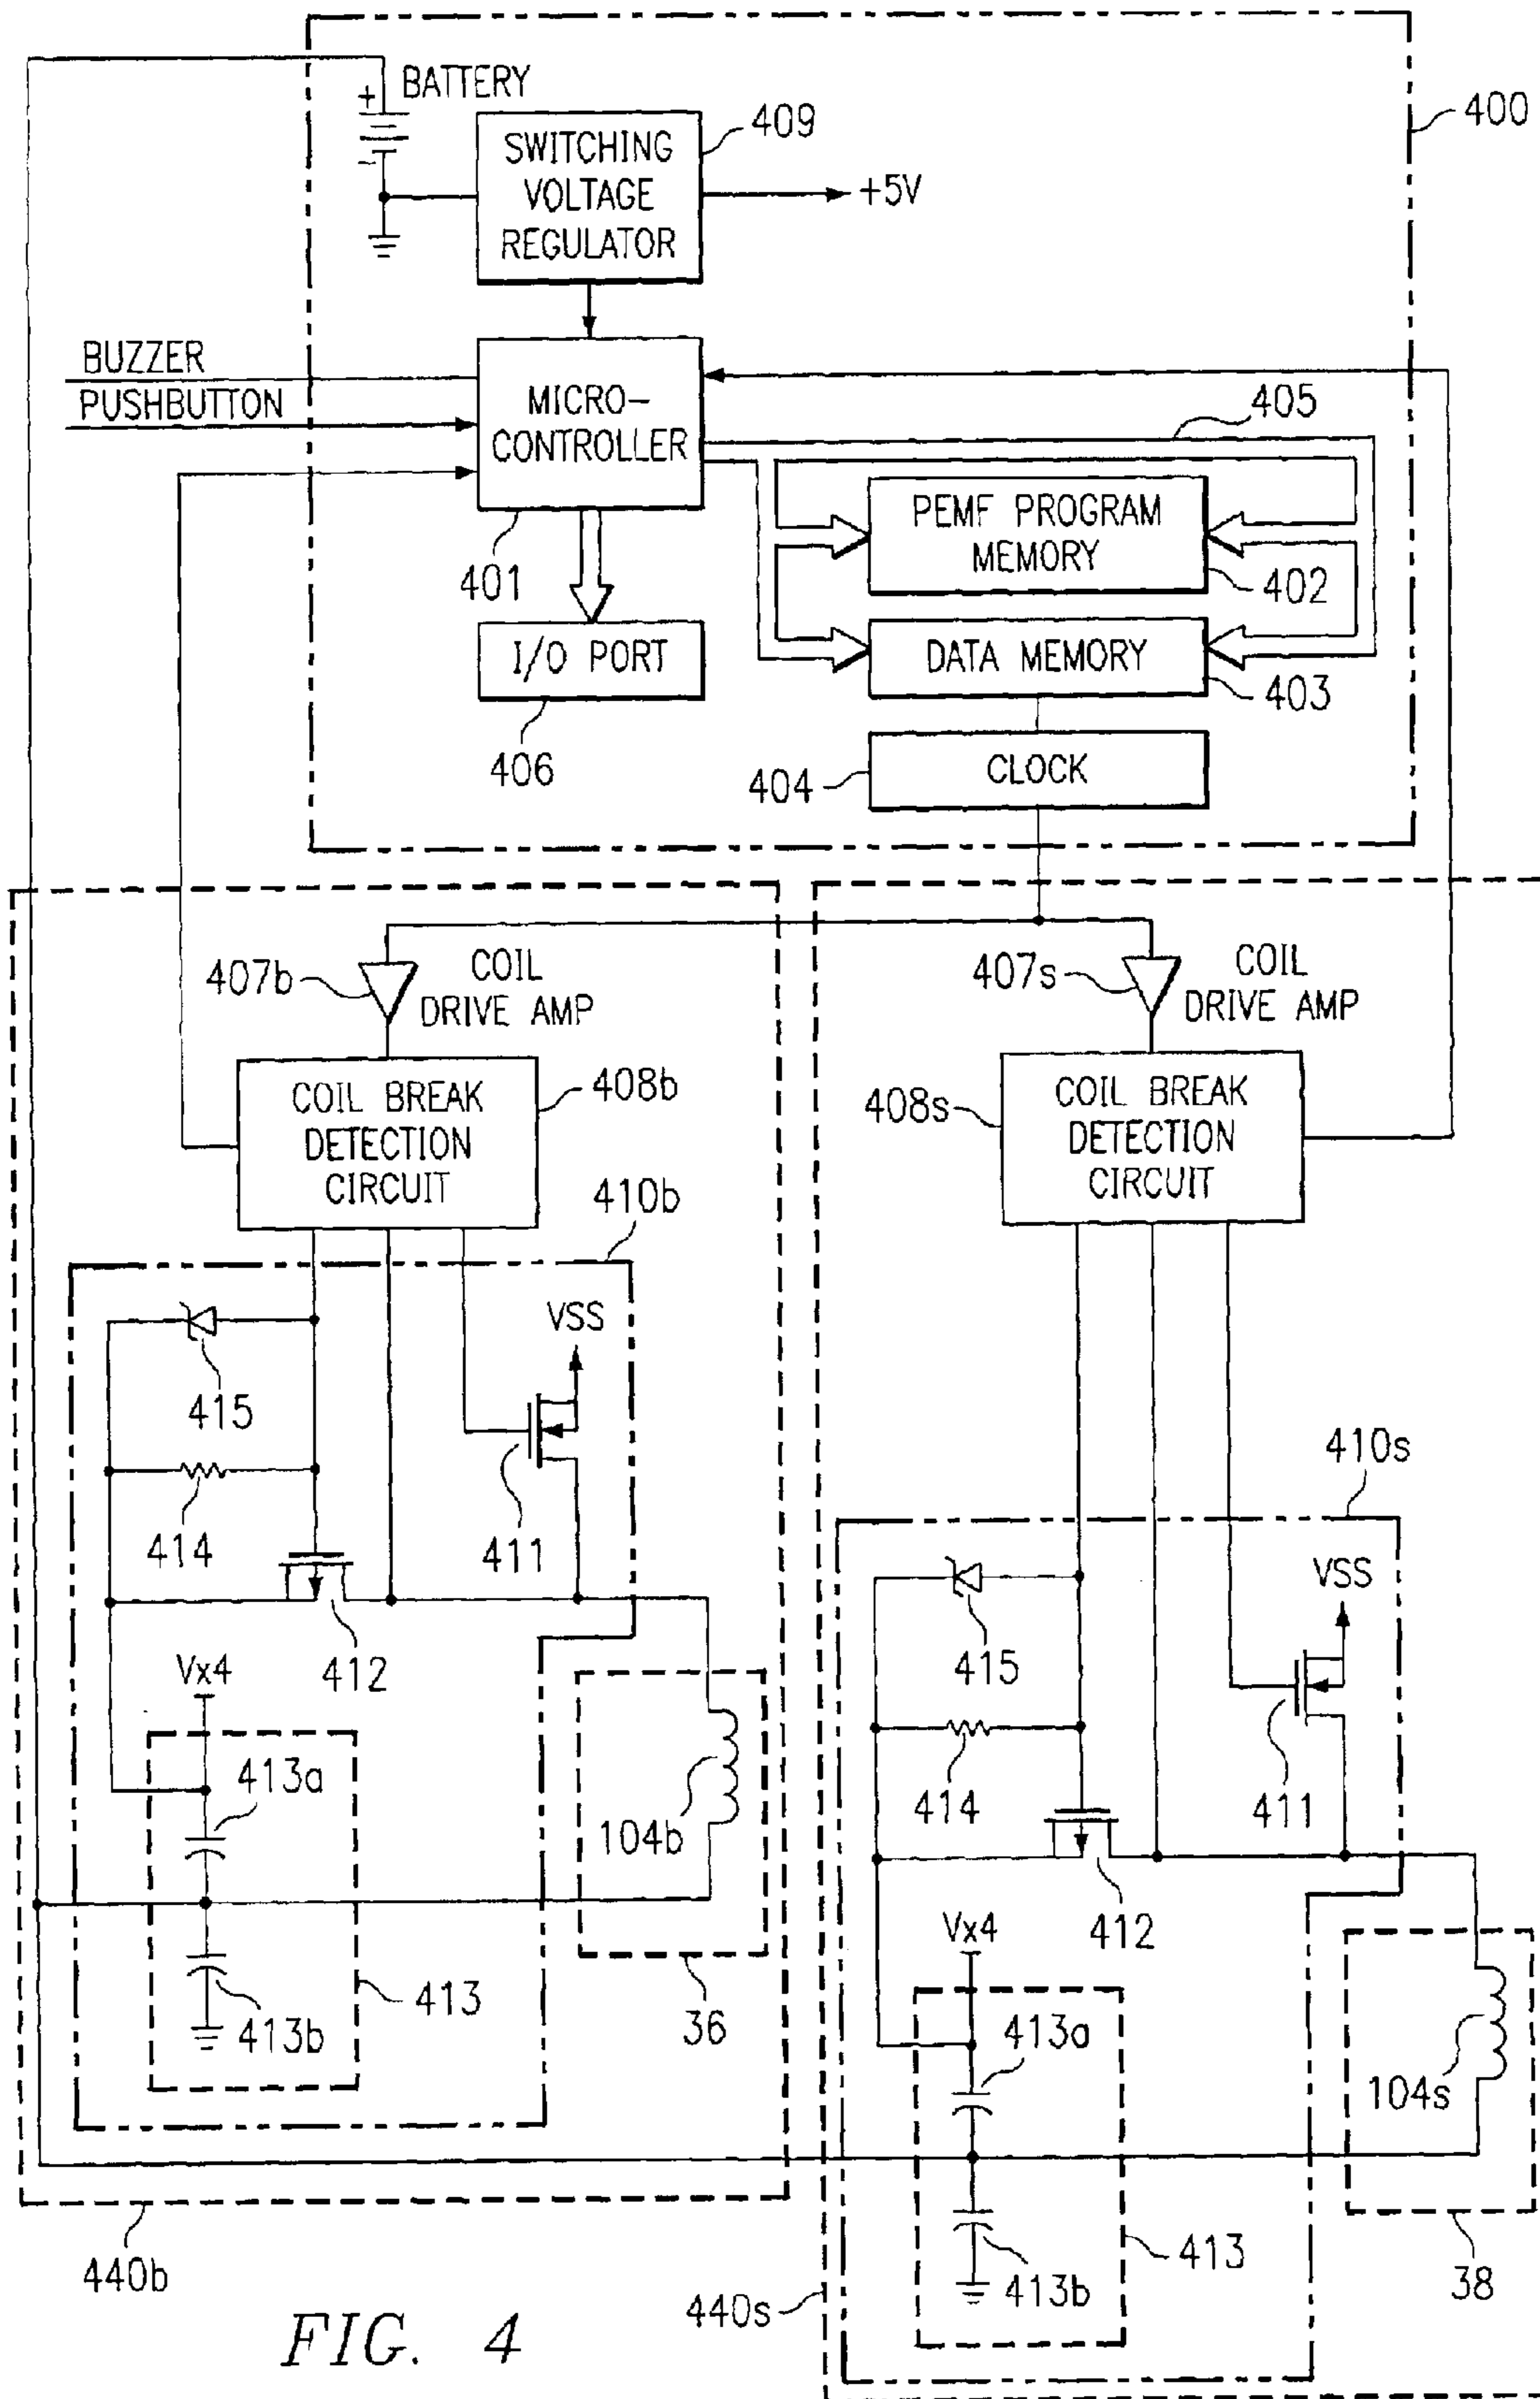 BATTERY
+
-
409
400
SWITCHING
VOLTAGE
REGULATOR
+5V
BUZZER
PUSHBUTTON
MICRO-
CONTROLLER
405
PEMF PROGRAM
MEMORY
401
402
I/O PORT
DATA MEMORY
403
406
404
CLOCK
407b
COIL
DRIVE AMP
407s
COIL
DRIVE AMP
COIL BREAK
DETECTION
CIRCUIT
408b
408s
COIL BREAK
DETECTION
CIRCUIT
410b
VSS
415
414
411
412
410s
VSS
Vx4
413a
104b
415
414
411
412
413
413b
36
Vx4
413a
104s
440b
413
413b
38
440s
FIG. 4